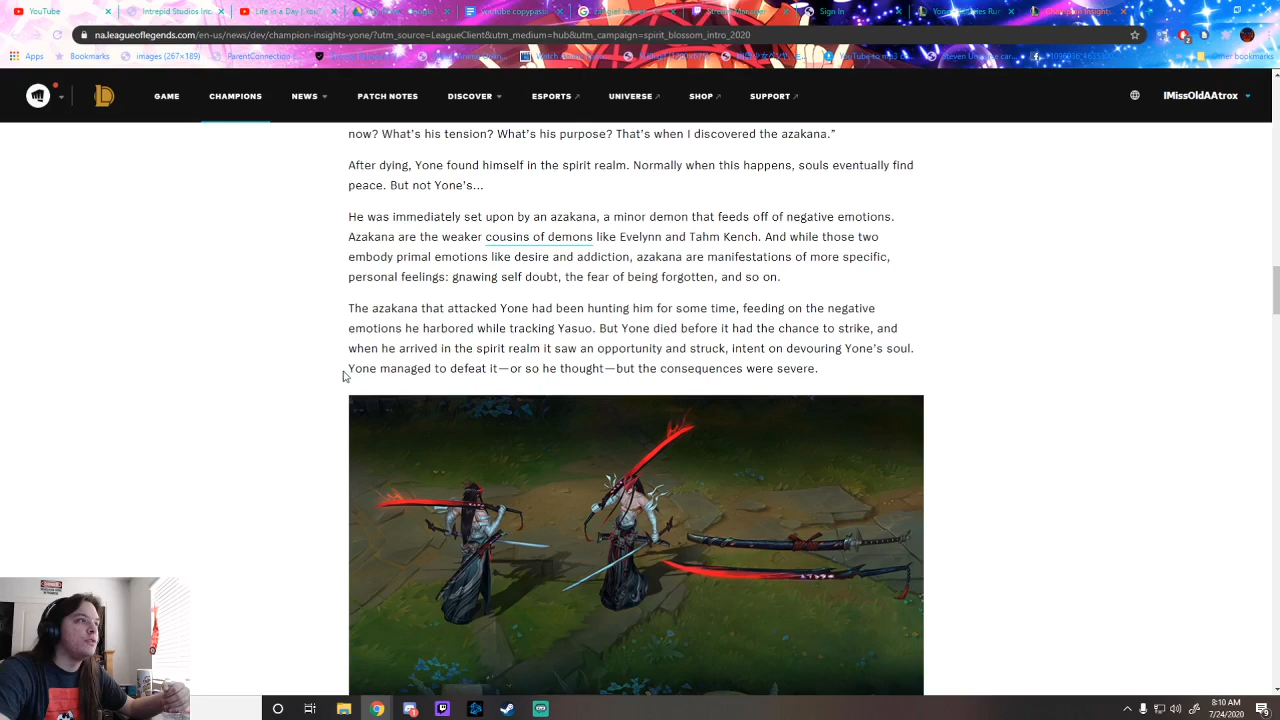 YouTube
Intrepid Studios Inc.
Life in a Day | You
Sign In
na.leagueoflegends.com/en-us/news/dev/champion-insights-yone/?utm_source=LeagueClient&utm_medium=hub&utm_campaign=spirit_blossom_intro_2020
Apps Bookmarks images (267×189) ParentConnection YouTube to mp3 Steven Universe car... Other bookmarks
GAME CHAMPIONS NEWS PATCH NOTES DISCOVER ESPORTS UNIVERSE SHOP SUPPORT IMissOldAAtrox
now? What's his tension? What's his purpose? That's when I discovered the azakana."
After dying, Yone found himself in the spirit realm. Normally when this happens, souls eventually find
peace. But not Yone's...
He was immediately set upon by an azakana, a minor demon that feeds off of negative emotions.
Azakana are the weaker cousins of demons like Evelynn and Tahm Kench. And while those two
embody primal emotions like desire and addiction, azakana are manifestations of more specific,
personal feelings: gnawing self doubt, the fear of being forgotten, and so on.
The azakana that attacked Yone had been hunting him for some time, feeding on the negative
emotions he harbored while tracking Yasuo. But Yone died before it had the chance to strike, and
when he arrived in the spirit realm it saw an opportunity and struck, intent on devouring Yone's soul.
Yone managed to defeat it—or so he thought—but the consequences were severe.
8:10 AM
7/24/2020